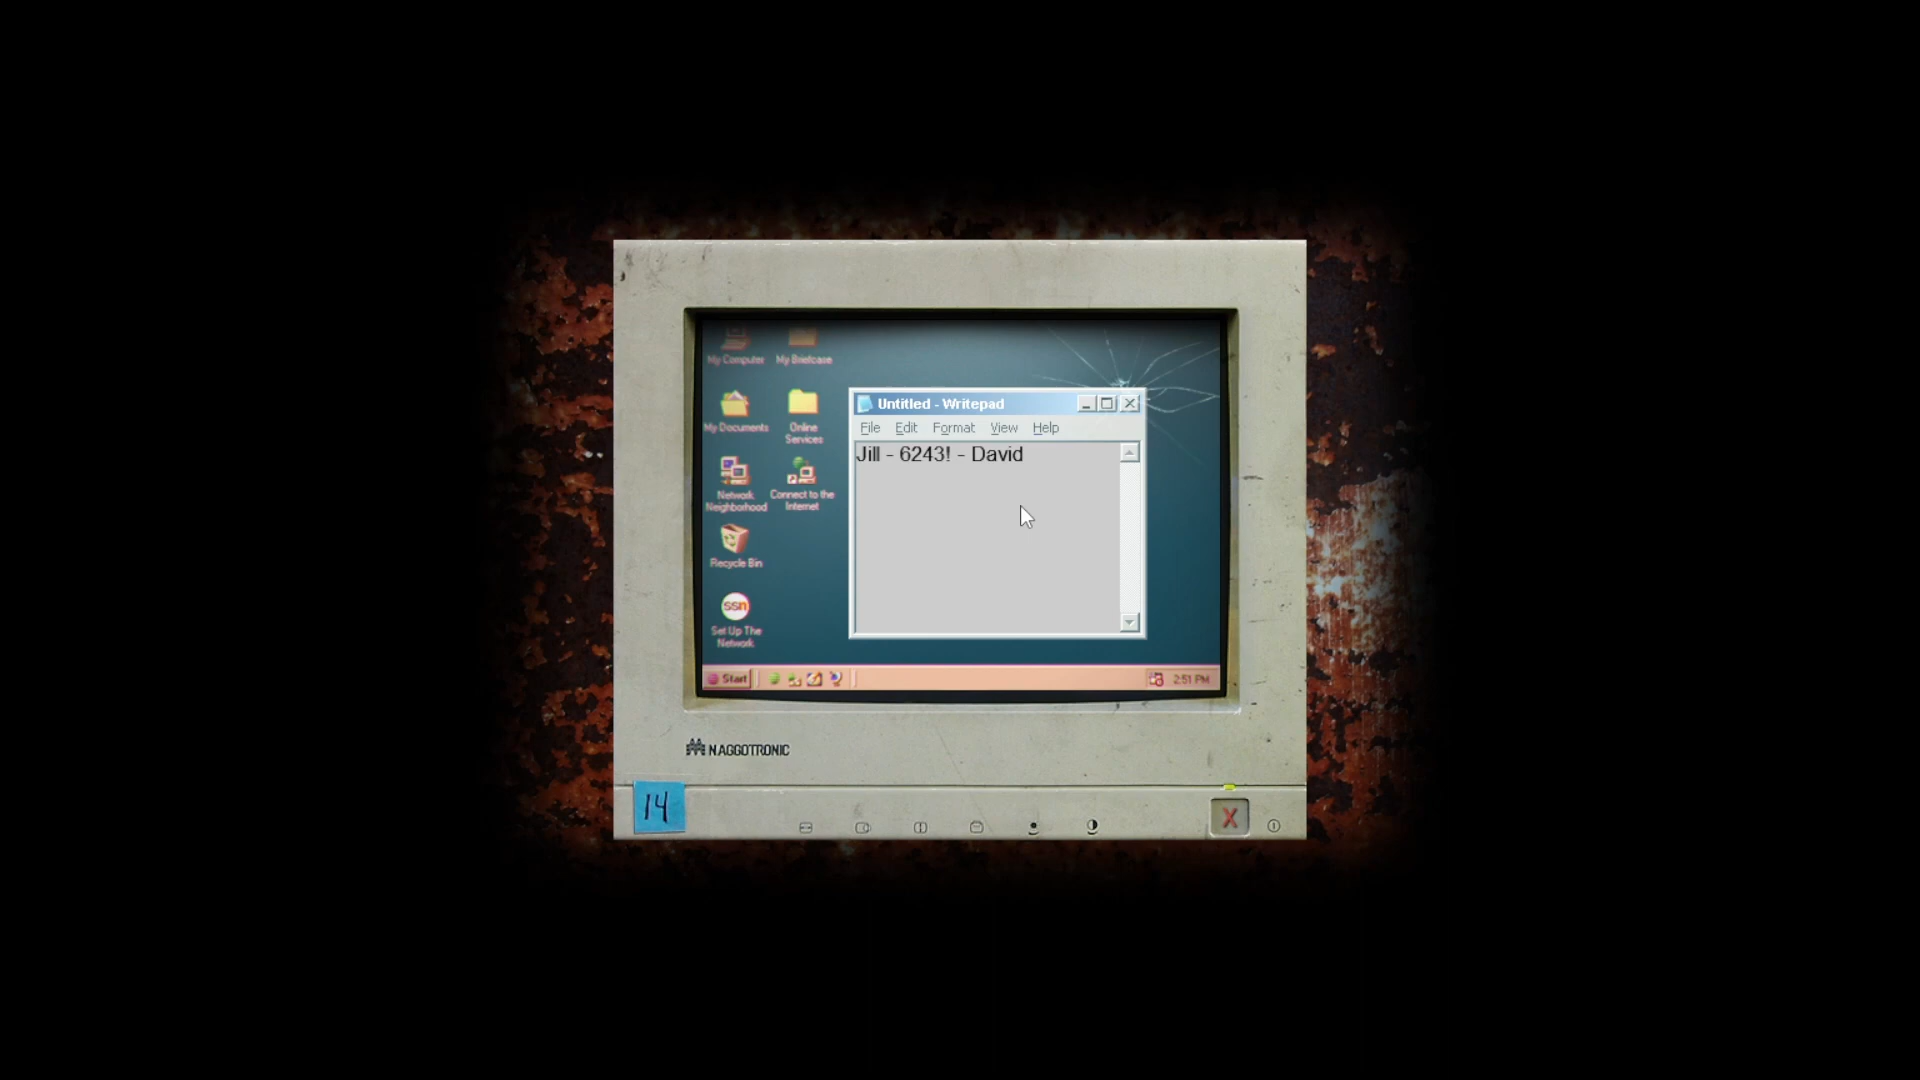 My Computer
My Briefcase
Untitled - Writepad
File Edit Format View Help
Jill - 6243! - David
My Documents
Online
Services
Network
Neighborhood
Connect to the
Internet
Recycle Bin
ssn
Set Up The
Network
Start
2:51 PM
NAGGOTRONIC
14
X